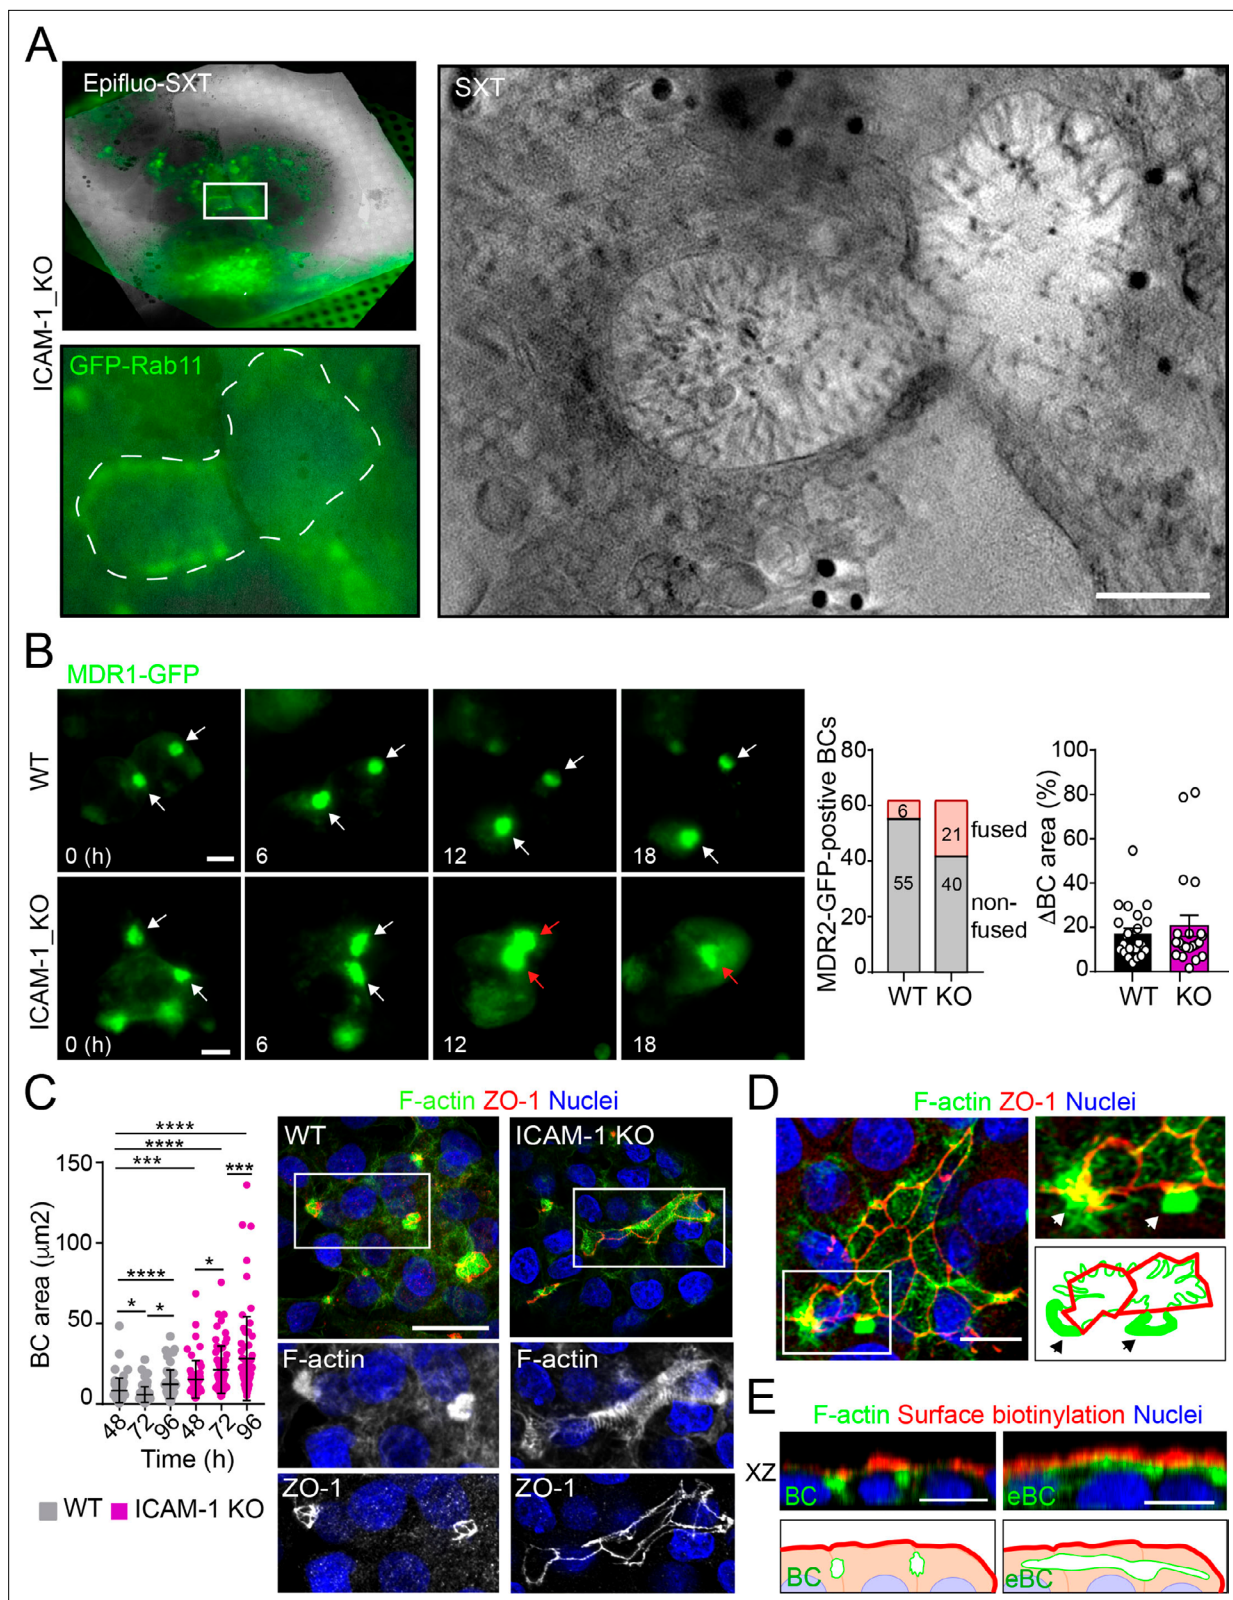 A
ICAM-1_KO
Epifluo-SXT
SXT
GFP-Rab11
B
MDR1-GFP
WT
0 (h)
6
12
18
ICAM-1_KO
0 (h)
6
12
18
MDR2-GFP-postive BCs
80
60
40
20
0
6
55
21
40
fused
non-
fused
WT KO
ΔBC area (%)
100
80
60
40
20
0
WT KO
C
BC area (µm2)
150
100
50
0
****
****
***
***
****
*
*
*
48 72 96 48 72 96
Time (h)
WT ICAM-1 KO
F-actin ZO-1 Nuclei
WT
ICAM-1 KO
F-actin
F-actin
ZO-1
ZO-1
D
F-actin ZO-1 Nuclei
E
F-actin Surface biotinylation Nuclei
XZ
BC
eBC
BC
eBC